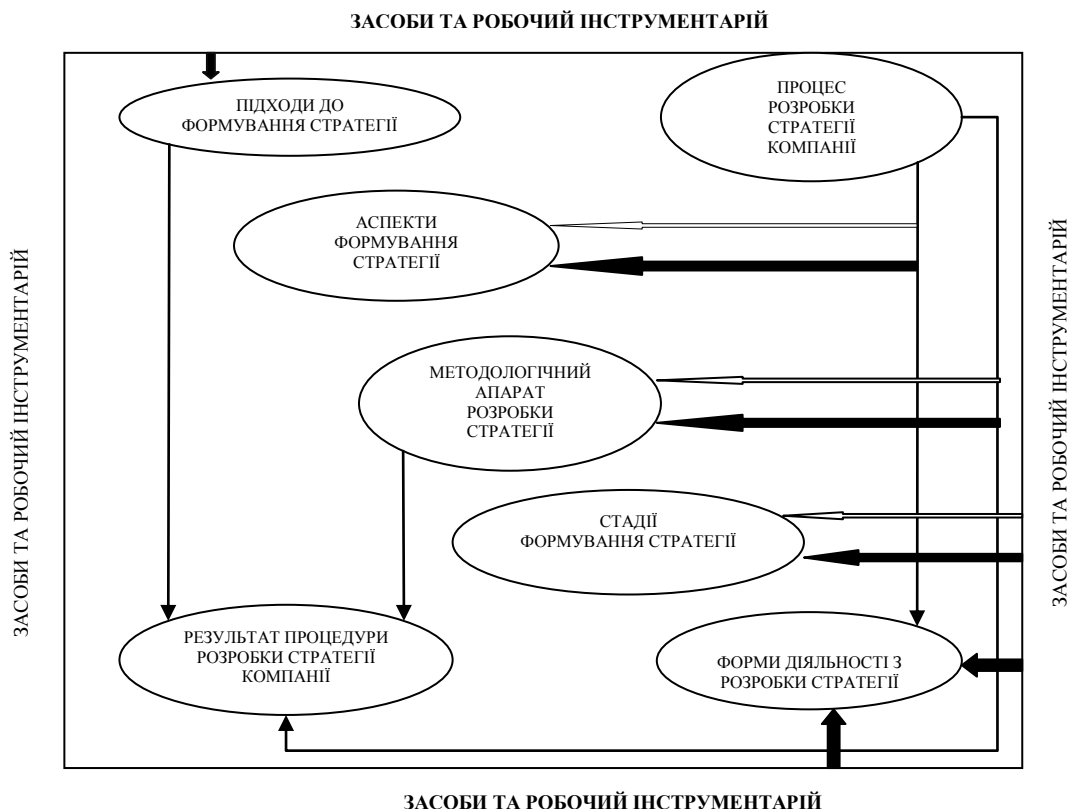 ЗАСОБИ ТА РОБОЧИЙ ІНСТРУМЕНТАРІЙ
ПІДХОДИ ДО
ФОРМУВАННЯ СТРАТЕГІЇ
ПРОЦЕС
РОЗРОБКИ
СТРАТЕГІЇ
КОМПАНІЇ
АСПЕКТИ
ФОРМУВАННЯ
СТРАТЕГІЇ
МЕТОДОЛОГІЧНИЙ
АПАРАТ
РОЗРОБКИ
СТРАТЕГІЇ
СТАДІЇ
ФОРМУВАННЯ СТРАТЕГІЇ
РЕЗУЛЬТАТ ПРОЦЕДУРИ
РОЗРОБКИ СТРАТЕГІЇ
КОМПАНІЇ
ФОРМИ ДІЯЛЬНОСТІ З
РОЗРОБКИ СТРАТЕГІЇ
ЗАСОБИ ТА РОБОЧИЙ ІНСТРУМЕНТАРІЙ
ЗАСОБИ ТА РОБОЧИЙ ІНСТРУМЕНТАРІЙ
ЗАСОБИ ТА РОБОЧИЙ ІНСТРУМЕНТАРІЙ